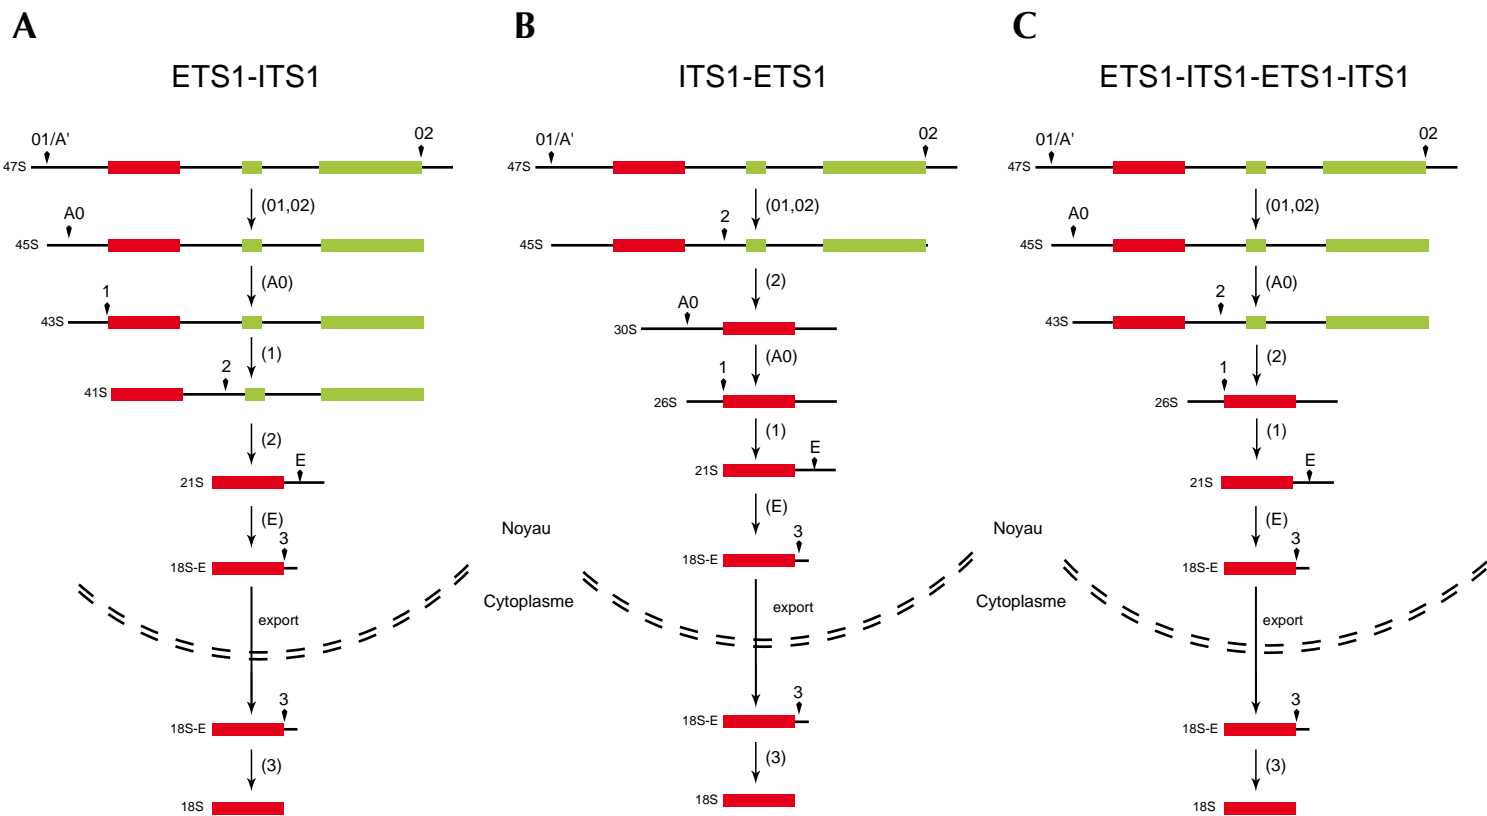 A
ETS1-ITS1
01/A'
02
47S
(01,02)
A0
45S
(A0)
1
43S
(1)
2
41S
(2)
E
21S
(E)
3
18S-E
export
3
18S-E
(3)
18S
B
ITS1-ETS1
01/A'
02
47S
(01,02)
2
45S
(2)
A0
30S
(A0)
1
26S
(1)
E
21S
(E)
Noyau
3
18S-E
Cytoplasme
export
3
18S-E
(3)
18S
C
ETS1-ITS1-ETS1-ITS1
01/A'
02
47S
(01,02)
A0
45S
(A0)
2
43S
(2)
1
26S
(1)
E
21S
(E)
Noyau
3
18S-E
Cytoplasme
export
3
18S-E
(3)
18S